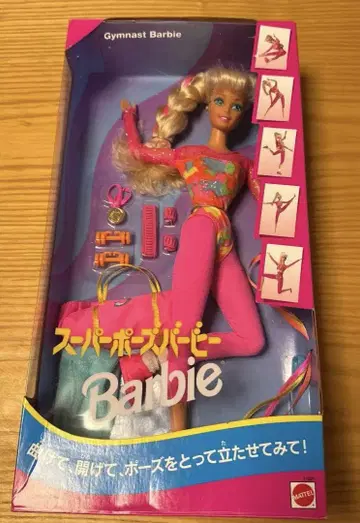 Gymnast Barbie
スーパーポーズバービー
Barbie
曲げて、開げて、ポーズをとって立たせてみて!
MATTEL